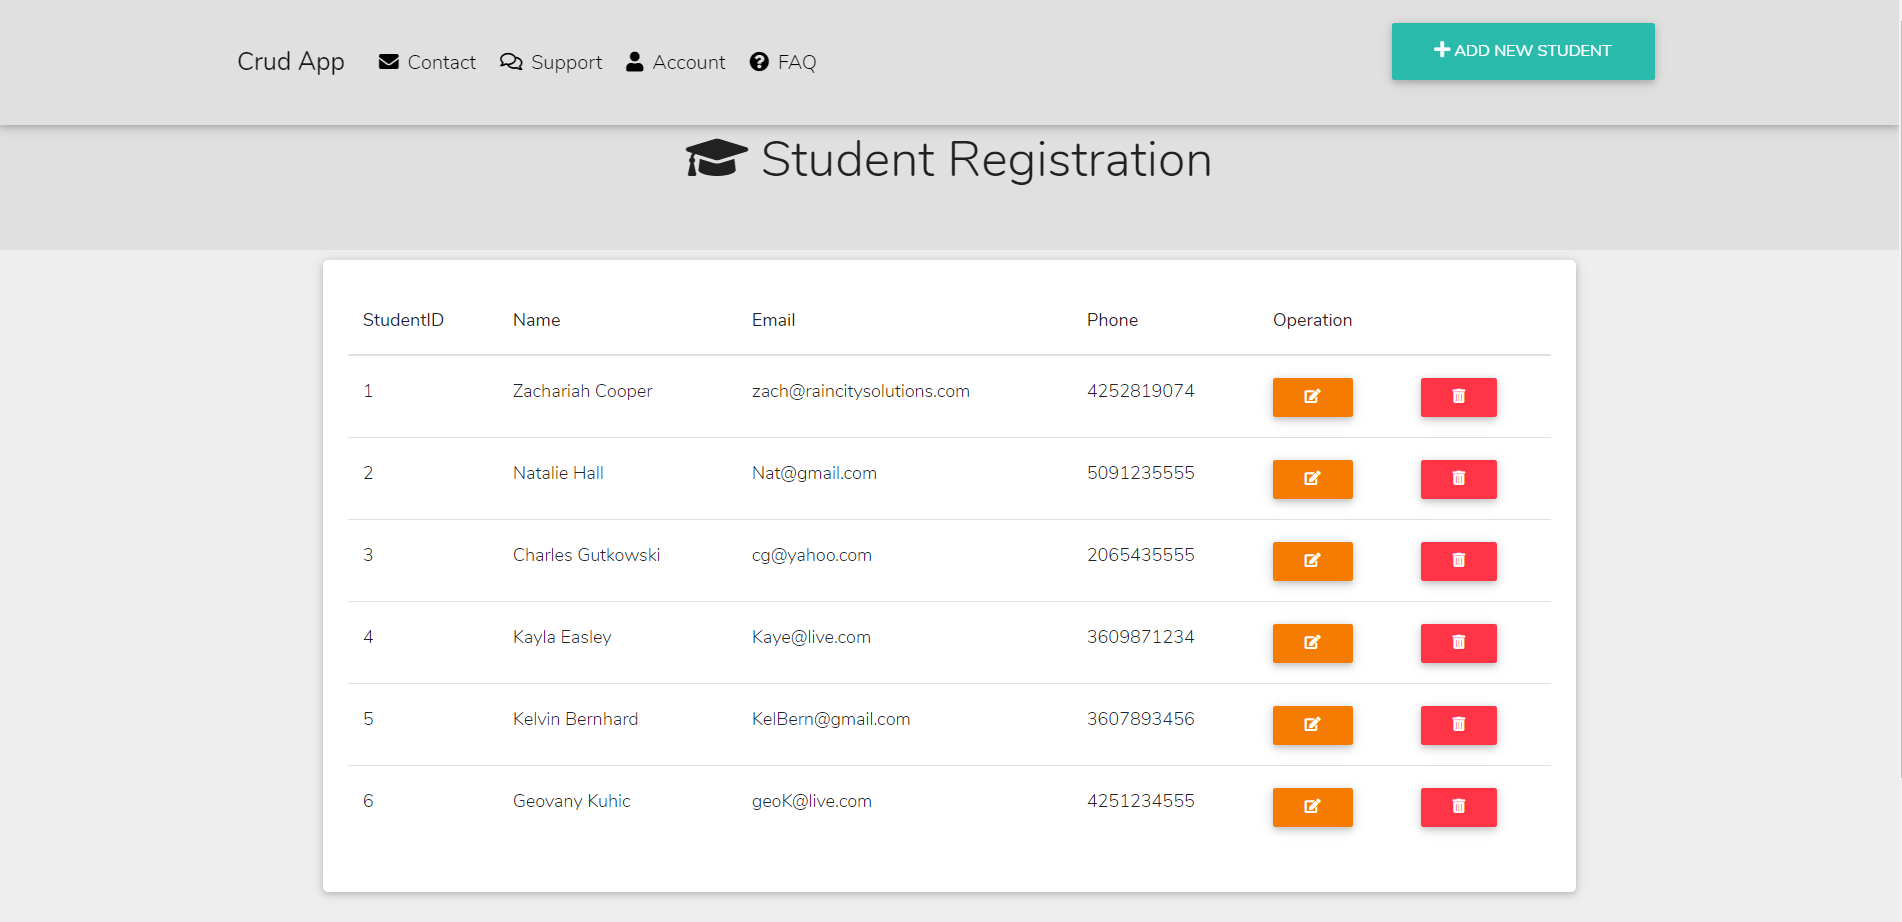 Crud App Contact Support Account FAQ ADD NEW STUDENT
Student Registration
StudentID Name Email Phone Operation
1 Zachariah Cooper zach@raincitysolutions.com 4252819074
2 Natalie Hall Nat@gmail.com 5091235555
3 Charles Gutkowski cg@yahoo.com 2065435555
4 Kayla Easley Kaye@live.com 3609871234
5 Kelvin Bernhard KelBern@gmail.com 3607893456
6 Geovany Kuhic geoK@live.com 4251234555